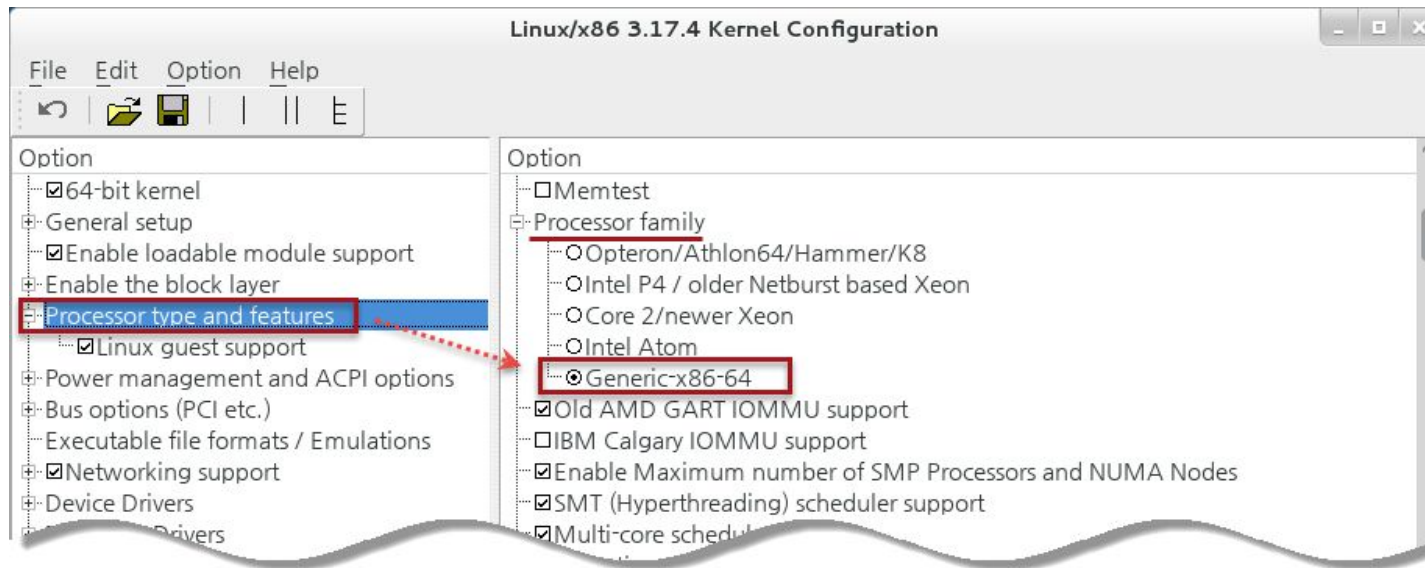 Linux/x86 3.17.4 Kernel Configuration
File Edit Option Help
Option
64-bit kernel
General setup
Enable loadable module support
Enable the block layer
Processor type and features
Linux guest support
Power management and ACPI options
Bus options (PCI etc.)
Executable file formats / Emulations
Networking support
Device Drivers
Drivers
Option
Memtest
Processor family
Opteron/Athlon64/Hammer/K8
Intel P4 / older Netburst based Xeon
Core 2/newer Xeon
Intel Atom
Generic-x86-64
Old AMD GART IOMMU support
IBM Calgary IOMMU support
Enable Maximum number of SMP Processors and NUMA Nodes
SMT (Hyperthreading) scheduler support
Multi-core